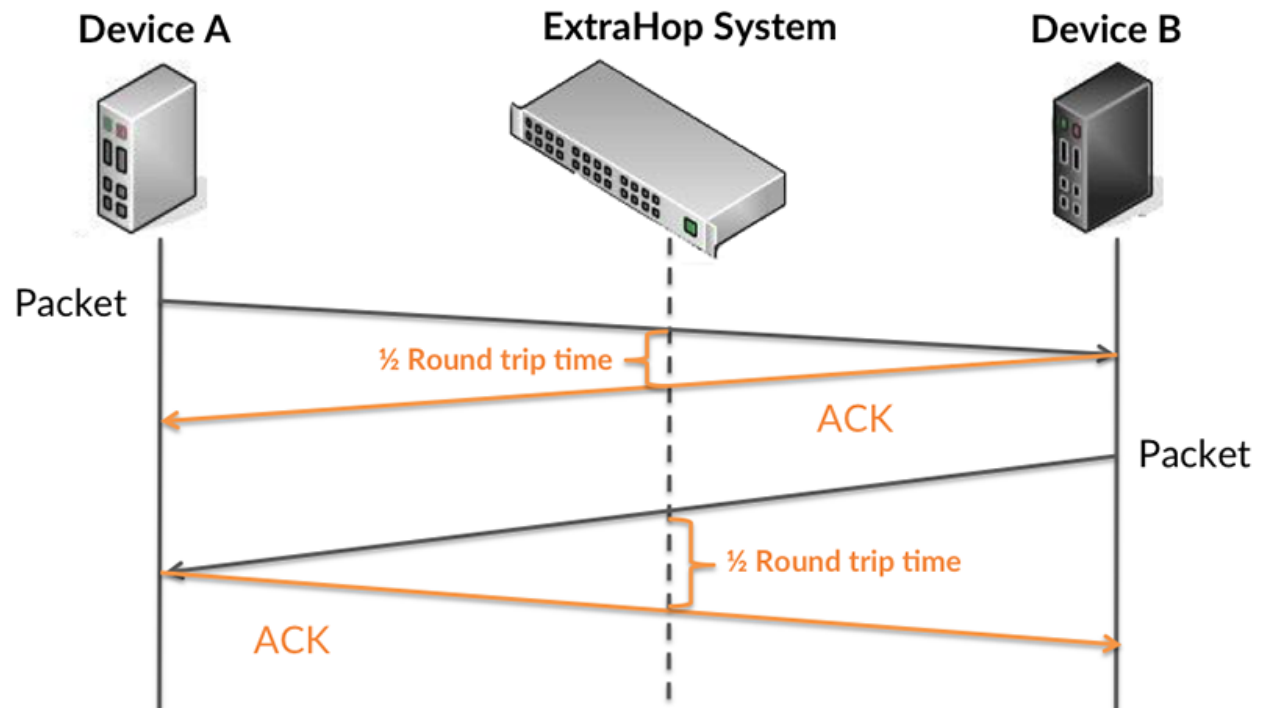 Device A
ExtraHop System
Device B
Packet
½ Round trip time
ACK
Packet
½ Round trip time
ACK